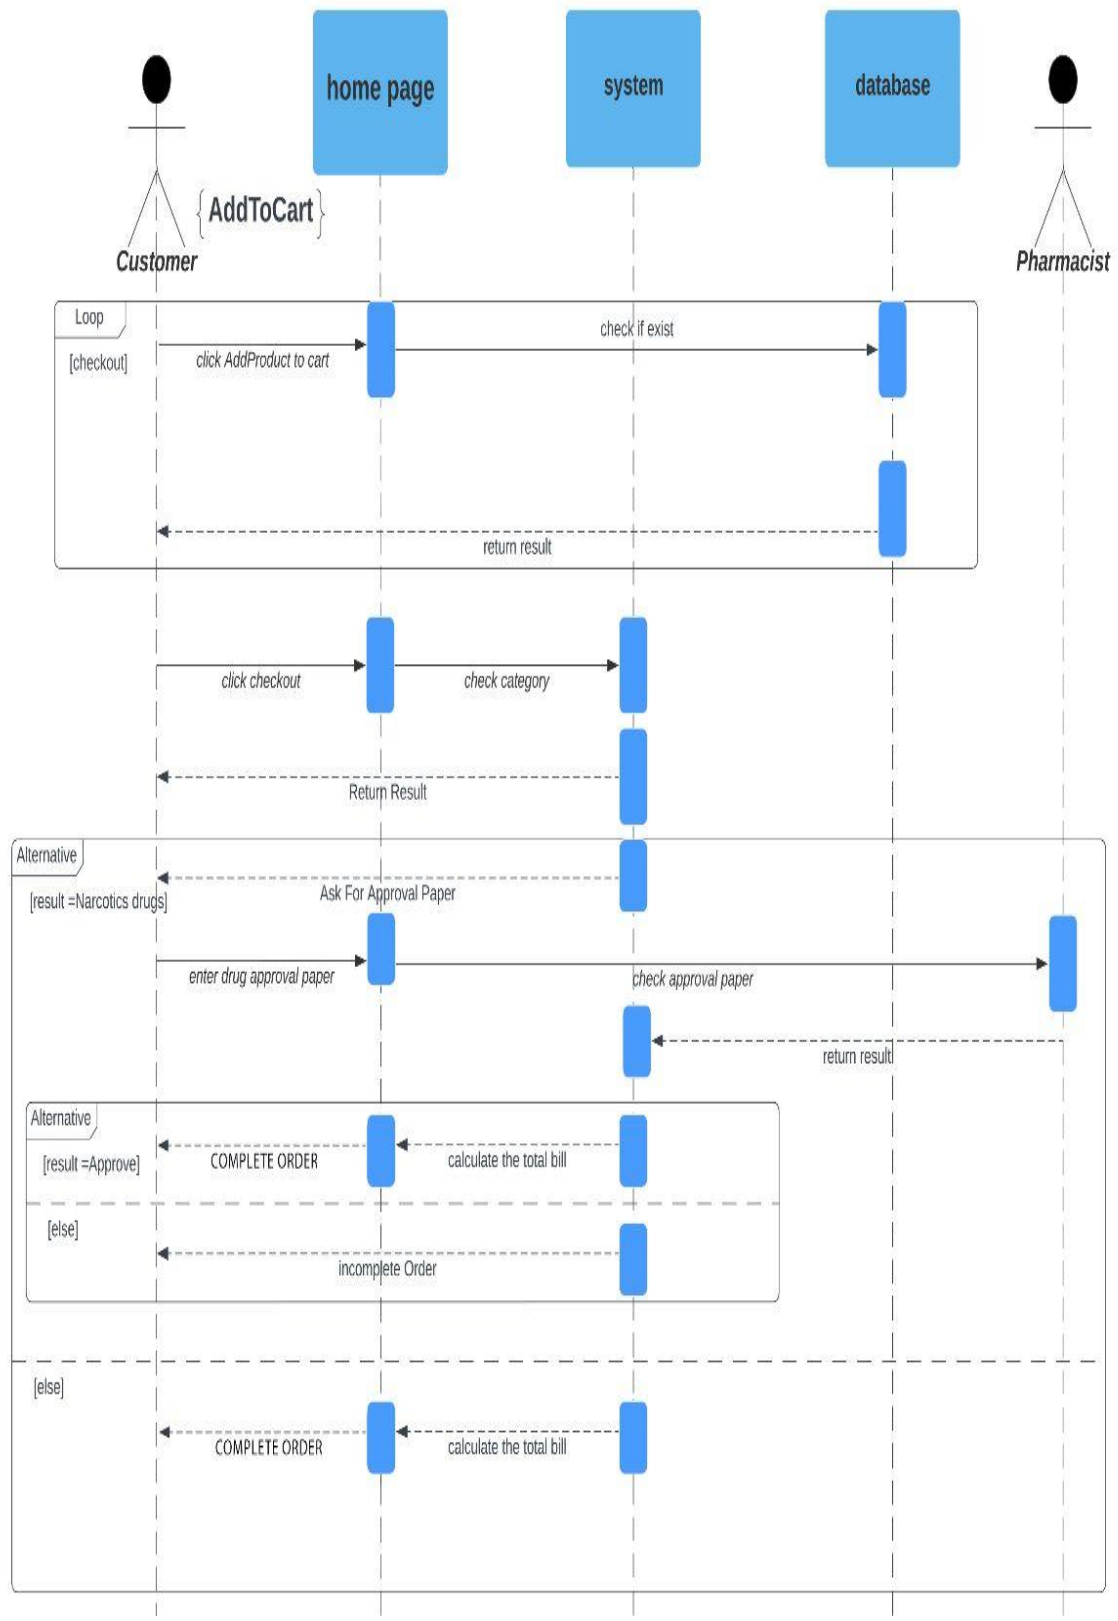 home page
system
database
{AddToCart}
Customer
Pharmacist
Loop
check if exist
[checkout]
click AddProduct to cart
return result
click checkout
check category
Return Result
Alternative
[result =Narcotics drugs]
Ask For Approval Paper
enter drug approval paper
check approval paper
return result
Alternative
[result =Approve]
COMPLETE ORDER
calculate the total bill
[else]
incomplete Order
[else]
COMPLETE ORDER
calculate the total bill